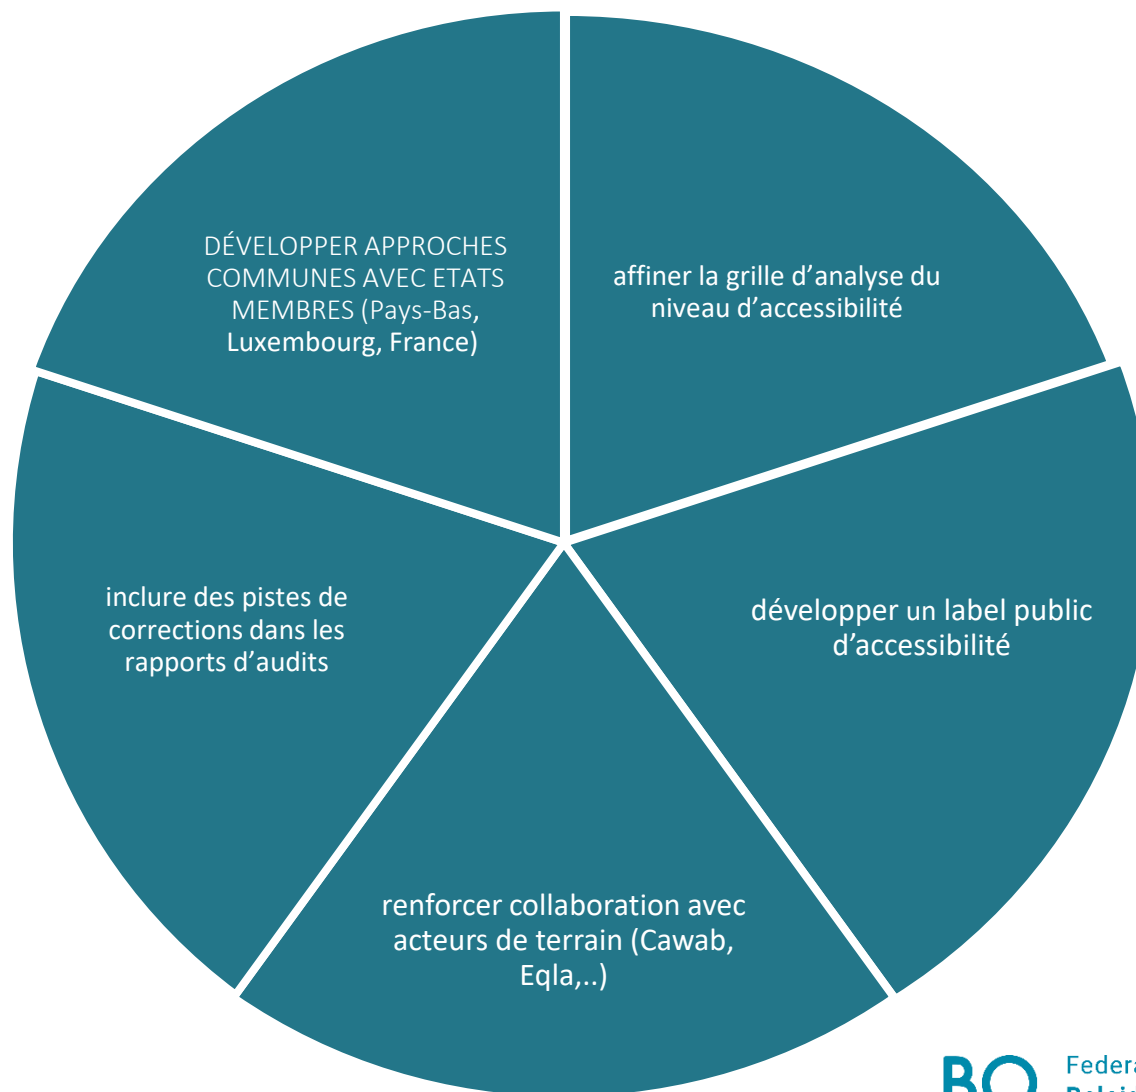 DÉVELOPPER APPROCHES
COMMUNES AVEC ETATS
MEMBRES (Pays-Bas,
Luxembourg, France)
affiner la grille d’analyse du
niveau d’accessibilité
inclure des pistes de
corrections dans les
rapports d’audits
développer un label public
d’accessibilité
renforcer collaboration avec
acteurs de terrain (Cawab,
Eqla,..)
BO
Federa